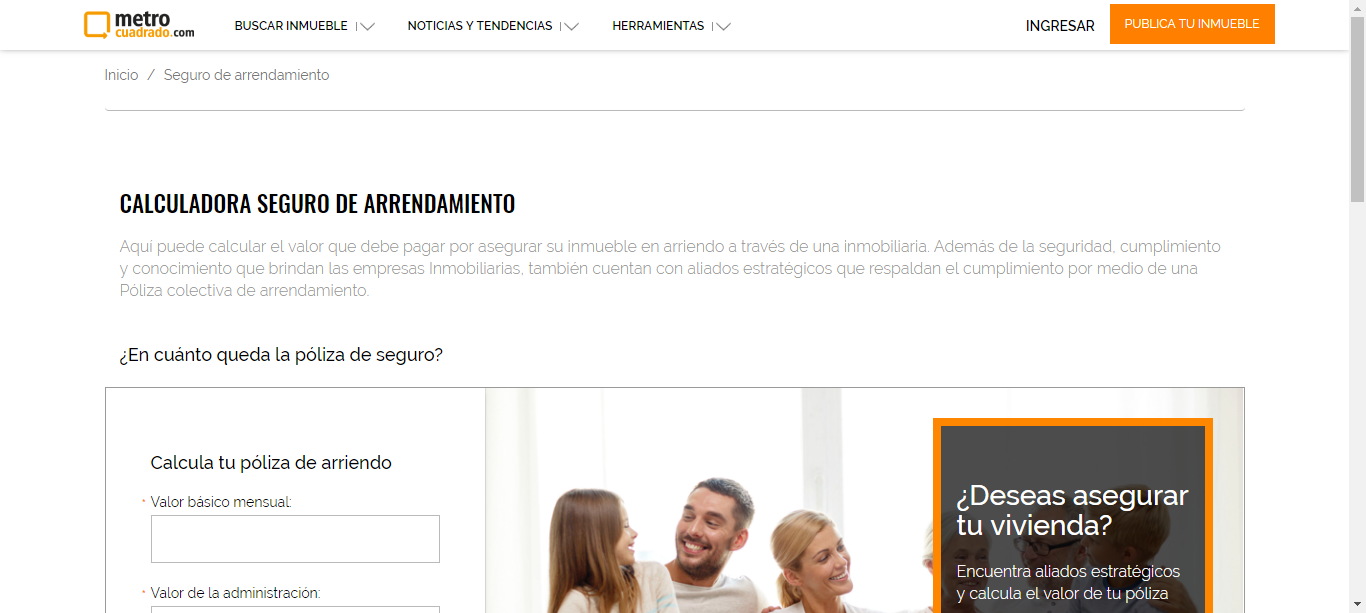 metro
cuadrado.com
BUSCAR INMUEBLE
NOTICIAS Y TENDENCIAS
HERRAMIENTAS
INGRESAR
PUBLICA TU INMUEBLE
Inicio / Seguro de arrendamiento
CALCULADORA SEGURO DE ARRENDAMIENTO
Aquí puede calcular el valor que debe pagar por asegurar su inmueble en arriendo a través de una inmobiliaria. Además de la seguridad, cumplimiento
y conocimiento que brindan las empresas Inmobiliarias, también cuentan con aliados estratégicos que respaldan el cumplimiento por medio de una
Póliza colectiva de arrendamiento.
¿En cuánto queda la póliza de seguro?
Calcula tu póliza de arriendo
* Valor básico mensual:
* Valor de la administración:
¿Deseas asegurar
tu vivienda?
Encuentra aliados estratégicos
y calcula el valor de tu póliza